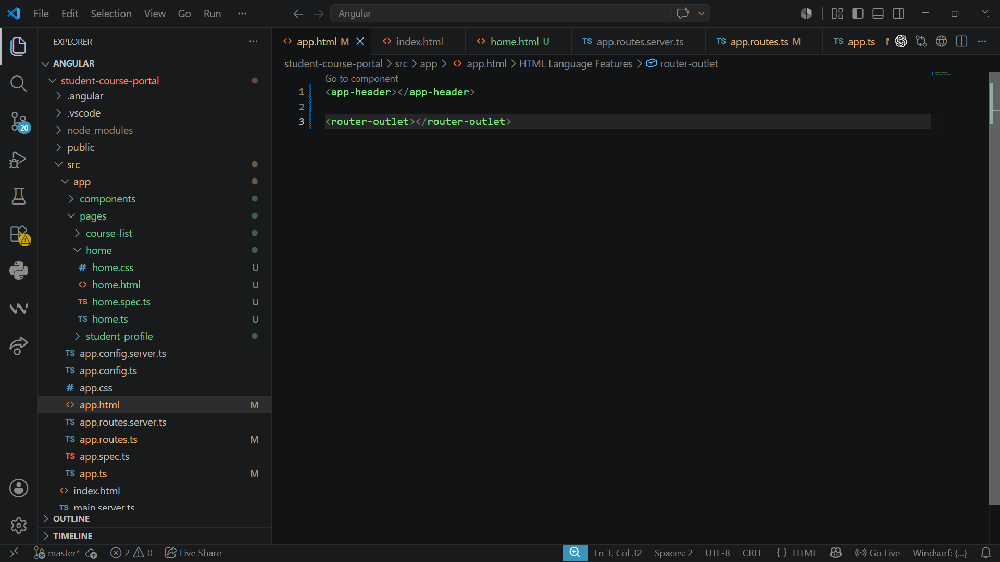 File Edit Selection View Go Run ··· Angular
EXPLORER ···
ANGULAR
student-course-portal
.angular
.vscode
node_modules
public
src
app
components
pages
course-list
home
# home.css U
<> home.html U
TS home.spec.ts U
TS home.ts U
student-profile
TS app.config.server.ts
TS app.config.ts
# app.css
<> app.html M
TS app.routes.server.ts
TS app.routes.ts M
TS app.spec.ts
TS app.ts M
<> index.html
TS main.server.ts
OUTLINE
TIMELINE
20
<> app.html M <> index.html <> home.html U TS app.routes.server.ts TS app.routes.ts M TS app.ts
student-course-portal > src > app > <> app.html > HTML Language Features > router-outlet
Go to component
1 <app-header></app-header>
2
3 <router-outlet></router-outlet>
master* 2 0 Live Share Ln 3, Col 32 Spaces: 2 UTF-8 CRLF { } HTML Go Live Windsurf: {...}